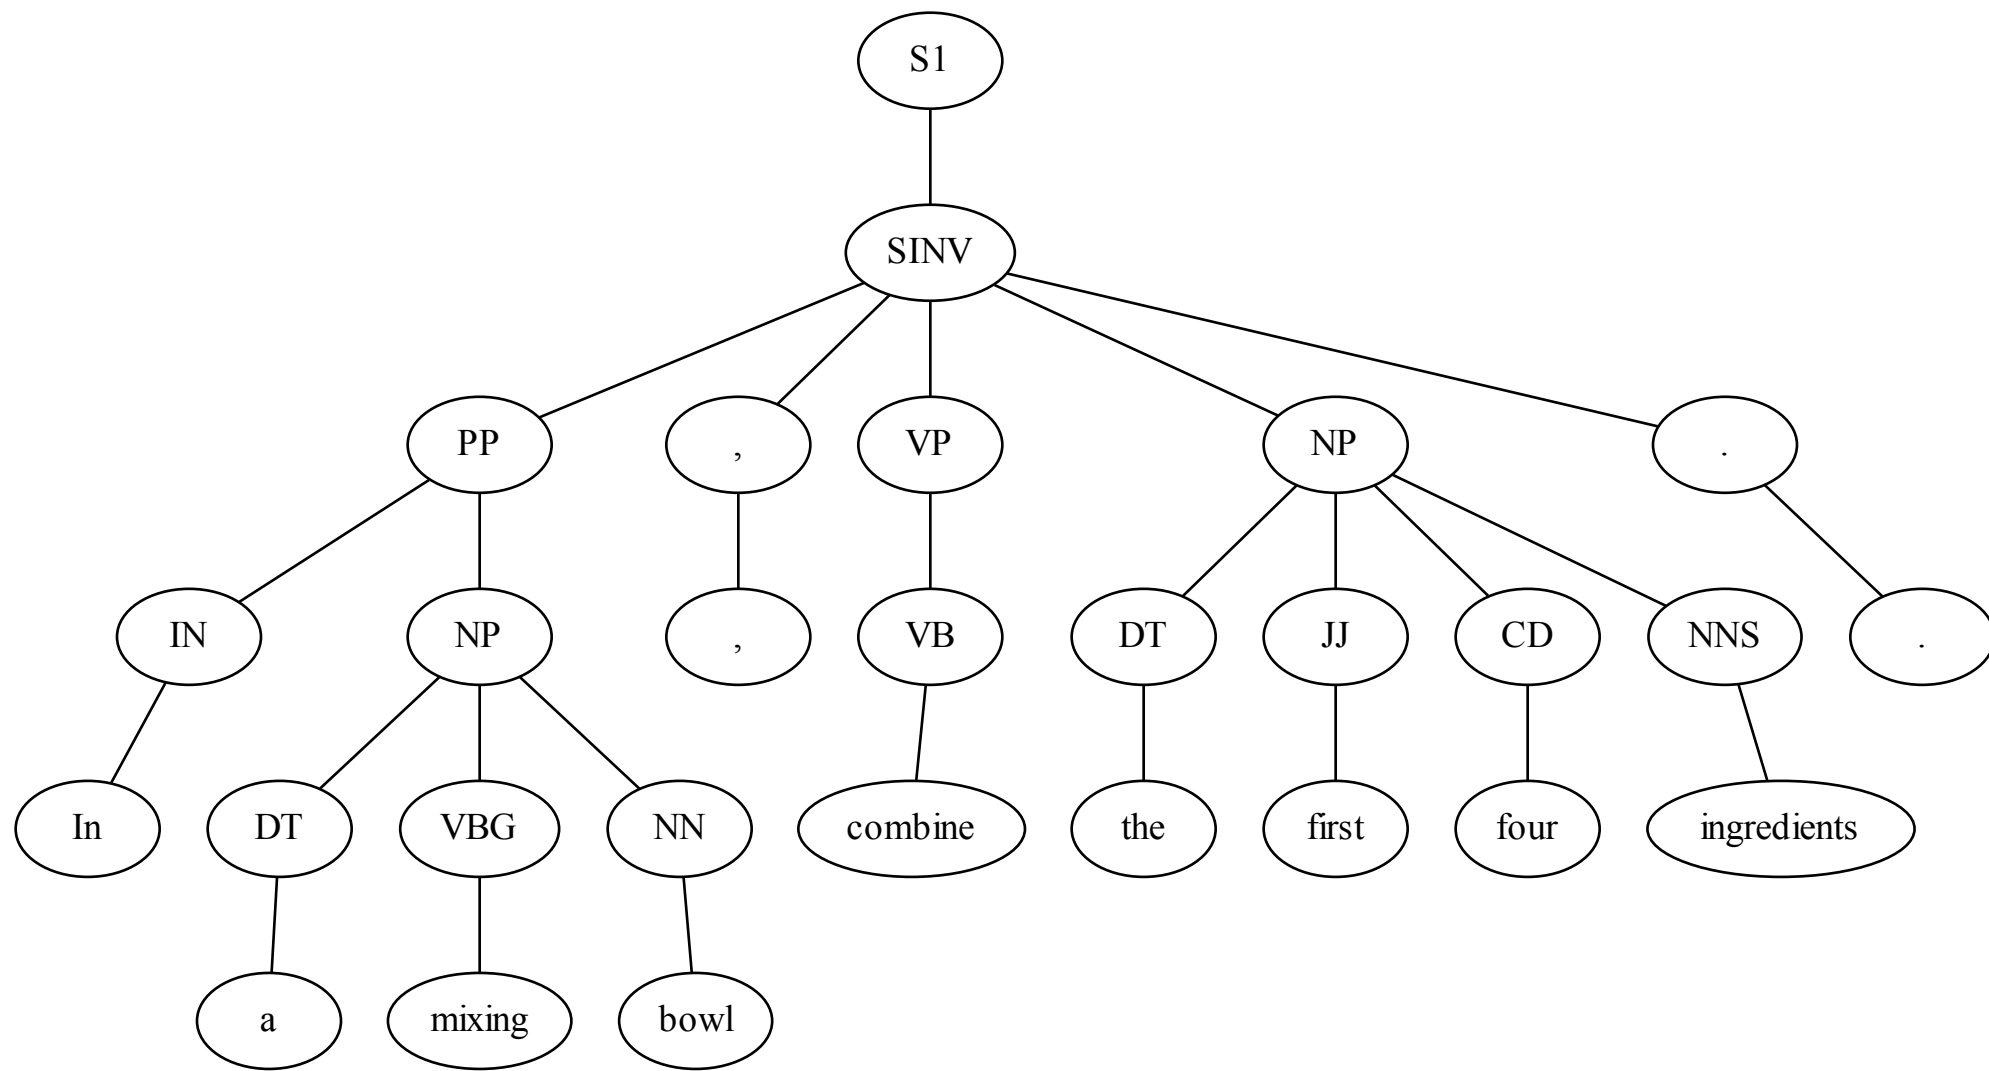 S1
SINV
PP , VP NP .
IN NP , VB DT JJ CD NNS .
In DT VBG NN combine the first four ingredients
a mixing bowl